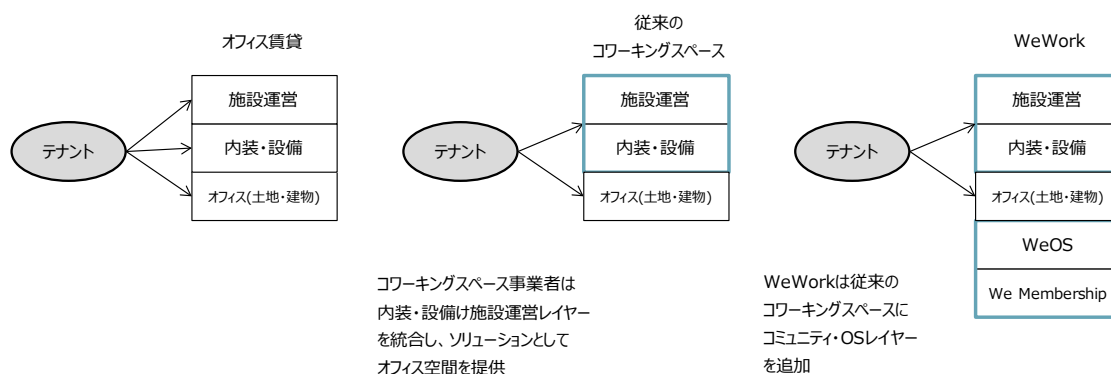 オフィス賃貸
テナント
施設運営
内装・設備
オフィス(土地・建物)
従来の
コワーキングスペース
テナント
施設運営
内装・設備
オフィス(土地・建物)
コワーキングスペース事業者は
内装・設備け施設運営レイヤー
を統合し、ソリューションとして
オフィス空間を提供
WeWork
テナント
施設運営
内装・設備
オフィス(土地・建物)
WeOS
We Membership
WeWorkは従来の
コワーキングスペースに
コミュニティ・OSレイヤー
を追加